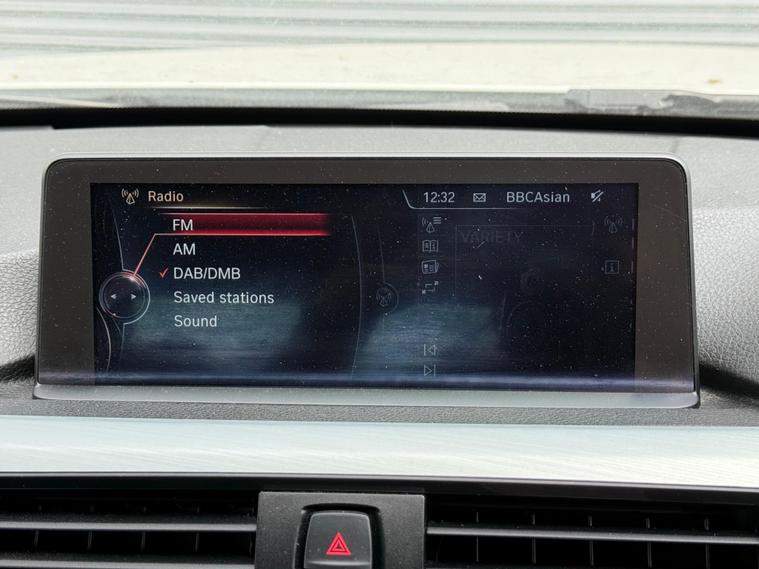 Radio
12:32 BBCAsian
FM
AM
DAB/DMB
Saved stations
Sound
VARIETY